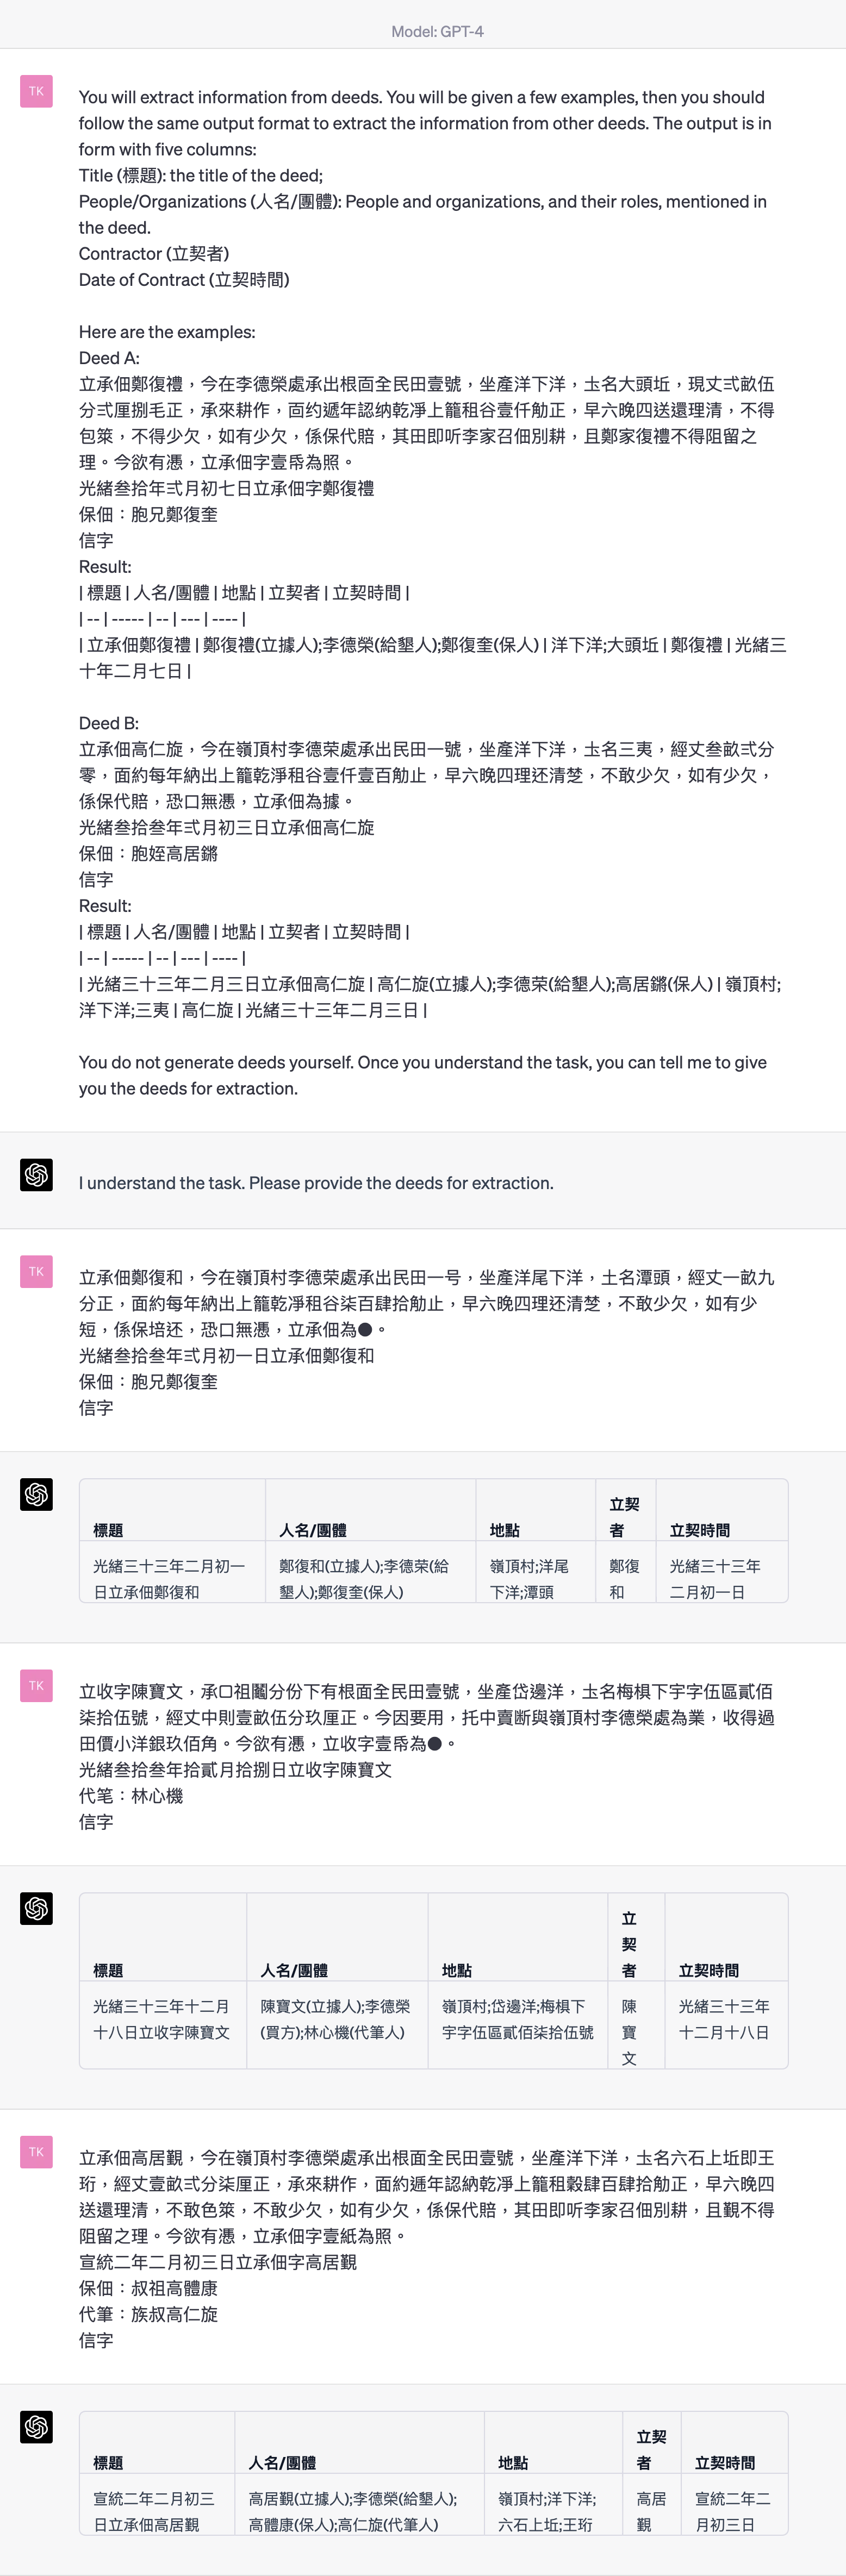 Model: GPT-4
TK
You will extract information from deeds. You will be given a few examples, then you should
follow the same output format to extract the information from other deeds. The output is in
form with five columns:
Title (標題): the title of the deed;
People/Organizations (人名/團體): People and organizations, and their roles, mentioned in
the deed.
Contractor (立契者)
Date of Contract (立契時間)
Here are the examples:
Deed A:
立承佃鄭復禮，今在李德榮處承出根靣全民田壹號，坐產洋下洋，圡名大頭坵，現丈弍畝伍
分弍厘捌毛正，承來耕作，靣约遞年認纳乾凈上籠租谷壹仟觔正，早六晚四送還理清，不得
包筞，不得少欠，如有少欠，係保代賠，其田即听李家召佃別耕，且鄭家復禮不得阻留之
理。今欲有憑，立承佃字壹帋為照。
光緒叁拾年弍月初七日立承佃字鄭復禮
保佃：胞兄鄭復奎
信字
Result:
| 標題 | 人名/團體 | 地點 | 立契者 | 立契時間 |
| -- | ----- | -- | --- | ---- |
| 立承佃鄭復禮 | 鄭復禮(立據人);李德榮(給墾人);鄭復奎(保人) | 洋下洋;大頭坵 | 鄭復禮 | 光緒三
十年二月七日 |
Deed B:
立承佃高仁旋，今在嶺頂村李德荣處承出民田一號，坐產洋下洋，圡名三夷，經丈叁畝弍分
零，面約每年納出上籠乾淨租谷壹仟壹百觔止，早六晚四理还清椘，不敢少欠，如有少欠，
係保代賠，恐口無憑，立承佃為據。
光緒叁拾叁年弍月初三日立承佃高仁旋
保佃：胞姪高居鏘
信字
Result:
| 標題 | 人名/團體 | 地點 | 立契者 | 立契時間 |
| -- | ----- | -- | --- | ---- |
| 光緒三十三年二月三日立承佃高仁旋 | 高仁旋(立據人);李德荣(給墾人);高居鏘(保人) | 嶺頂村;
洋下洋;三夷 | 高仁旋 | 光緒三十三年二月三日 |
You do not generate deeds yourself. Once you understand the task, you can tell me to give
you the deeds for extraction.
I understand the task. Please provide the deeds for extraction.
TK
立承佃鄭復和，今在嶺頂村李德荣處承出民田一号，坐產洋尾下洋，土名潭頭，經丈一畝九
分正，面約每年納出上籠乾凈租谷柒百肆拾觔止，早六晚四理还清椘，不敢少欠，如有少
短，係保培还，恐口無憑，立承佃為●。
光緒叁拾叁年弍月初一日立承佃鄭復和
保佃：胞兄鄭復奎
信字
標題 人名/團體 地點 立契者 立契時間
光緒三十三年二月初一
日立承佃鄭復和
鄭復和(立據人);李德荣(給
墾人);鄭復奎(保人)
嶺頂村;洋尾
下洋;潭頭
鄭復
和
光緒三十三年
二月初一日
TK
立收字陳寶文，承囗祖鬮分份下有根面全民田壹號，坐產岱邊洋，圡名梅棋下宇字伍區貳佰
柒拾伍號，經丈中則壹畝伍分玖厘正。今因要用，托中賣断與嶺頂村李德榮處為業，收得過
田價小洋銀玖佰角。今欲有憑，立收字壹帋為●。
光緒叁拾叁年拾貳月拾捌日立收字陳寶文
代笔：林心機
信字
標題 人名/團體 地點 立契者 立契時間
光緒三十三年十二月
十八日立收字陳寶文
陳寶文(立據人);李德榮
(買方);林心機(代筆人)
嶺頂村;岱邊洋;梅棋下
宇字伍區貳佰柒拾伍號
陳
寶
文
光緒三十三年
十二月十八日
TK
立承佃高居覲，今在嶺頂村李德榮處承出根面全民田壹號，坐產洋下洋，圡名六石上坵即王
珩，經丈壹畝弍分柒厘正，承來耕作，面約遞年認納乾凈上籠租穀肆百肆拾觔正，早六晚四
送還理清，不敢色筞，不敢少欠，如有少欠，係保代賠，其田即听李家召佃別耕，且覲不得
阻留之理。今欲有憑，立承佃字壹紙為照。
宣統二年二月初三日立承佃字高居覲
保佃：叔祖高體康
代筆：族叔高仁旋
信字
標題 人名/團體 地點 立契者 立契時間
宣統二年二月初三
日立承佃高居覲
高居覲(立據人);李德榮(給墾人);
高體康(保人);高仁旋(代筆人)
嶺頂村;洋下洋;
六石上坵;王珩
高居
覲
宣統二年二
月初三日